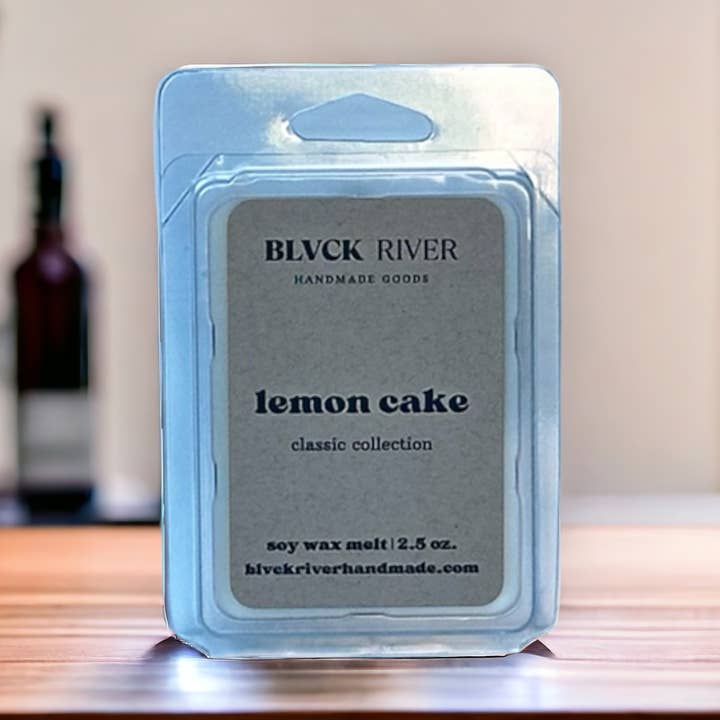 BLVCK RIVER
HANDMADE GOODS
lemon cake
classic collection
soy wax melt | 2.5 oz.
blvckriverhandmade.com